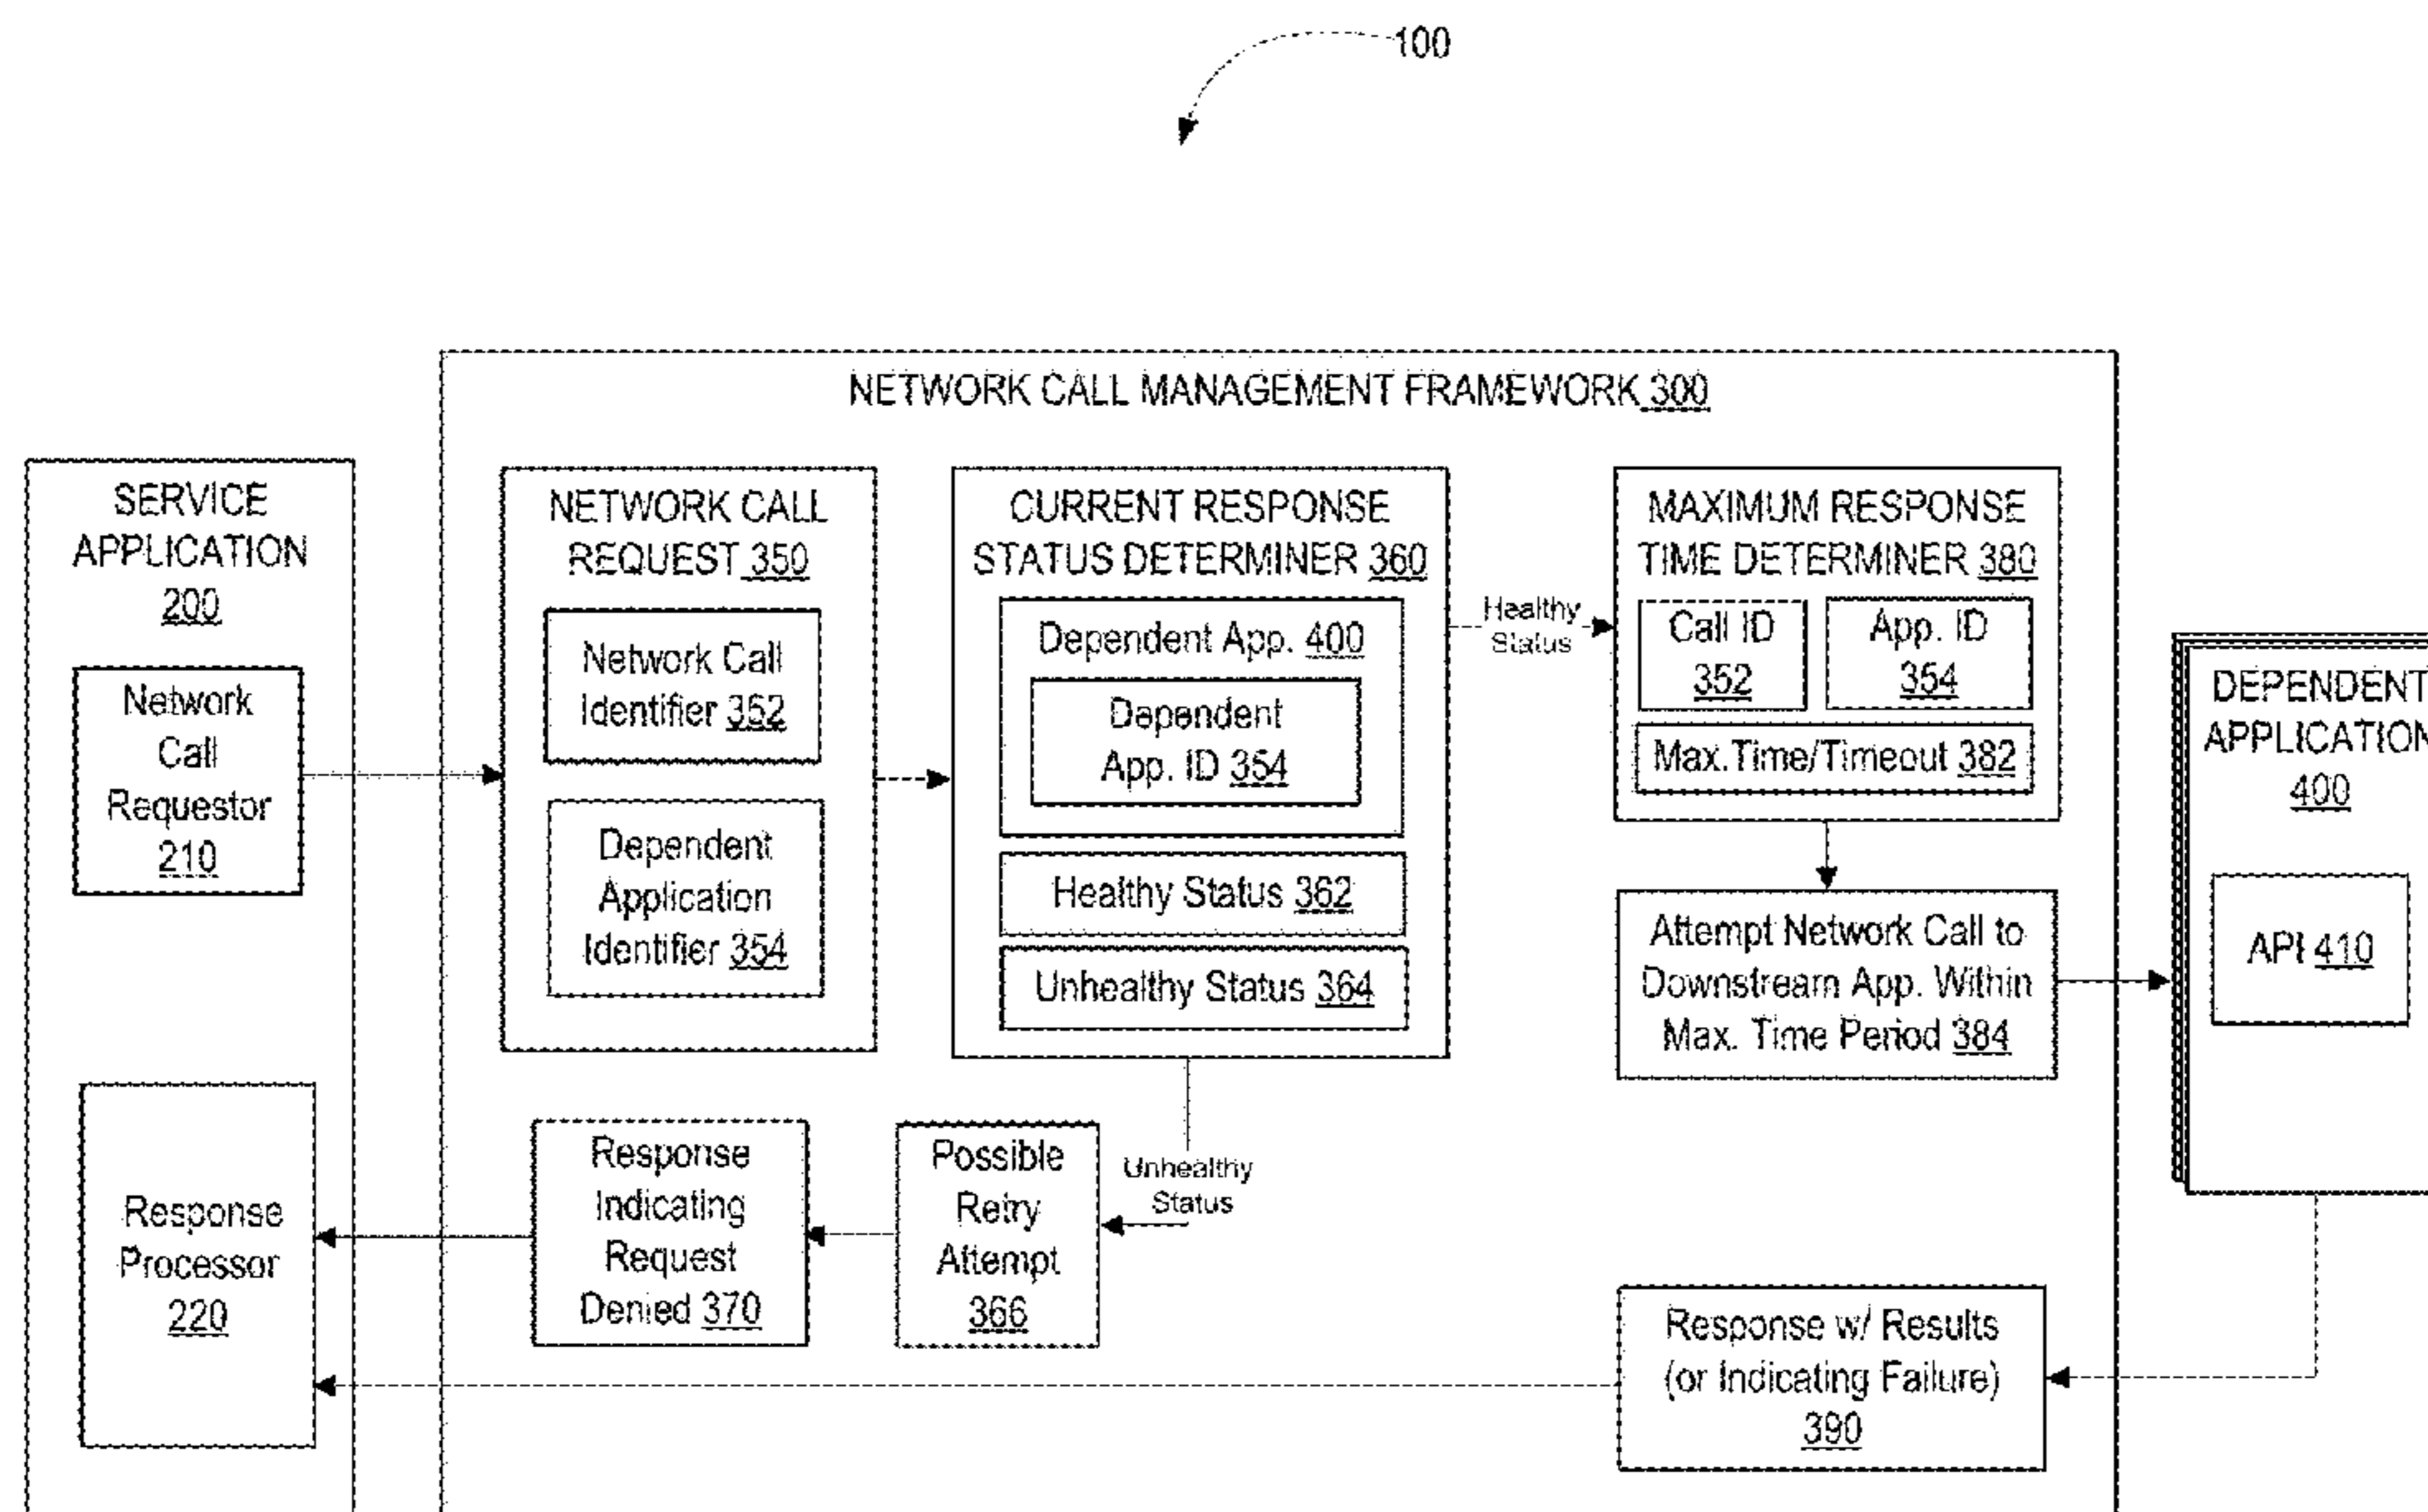 100
NETWORK CALL MANAGEMENT FRAMEWORK 300
SERVICE
APPLICATION
200
Network
Call
Requestor
210
Response
Processor
220
NETWORK CALL
REQUEST 350
Network Call
Identifier 352
Dependent
Application
Identifier 354
CURRENT RESPONSE
STATUS DETERMINER 360
Dependent App. 400
Dependent
App. ID 354
Healthy Status 362
Unhealthy Status 364
Healthy
Status
MAXIMUM RESPONSE
TIME DETERMINER 380
Call ID
352
App. ID
354
Max.Time/Timeout 382
Attempt Network Call to
Downstream App. Within
Max. Time Period 384
DEPENDENT
APPLICATION
400
API 410
Unhealthy
Status
Possible
Retry
Attempt
366
Response
Indicating
Request
Denied 370
Response w/ Results
(or Indicating Failure)
390